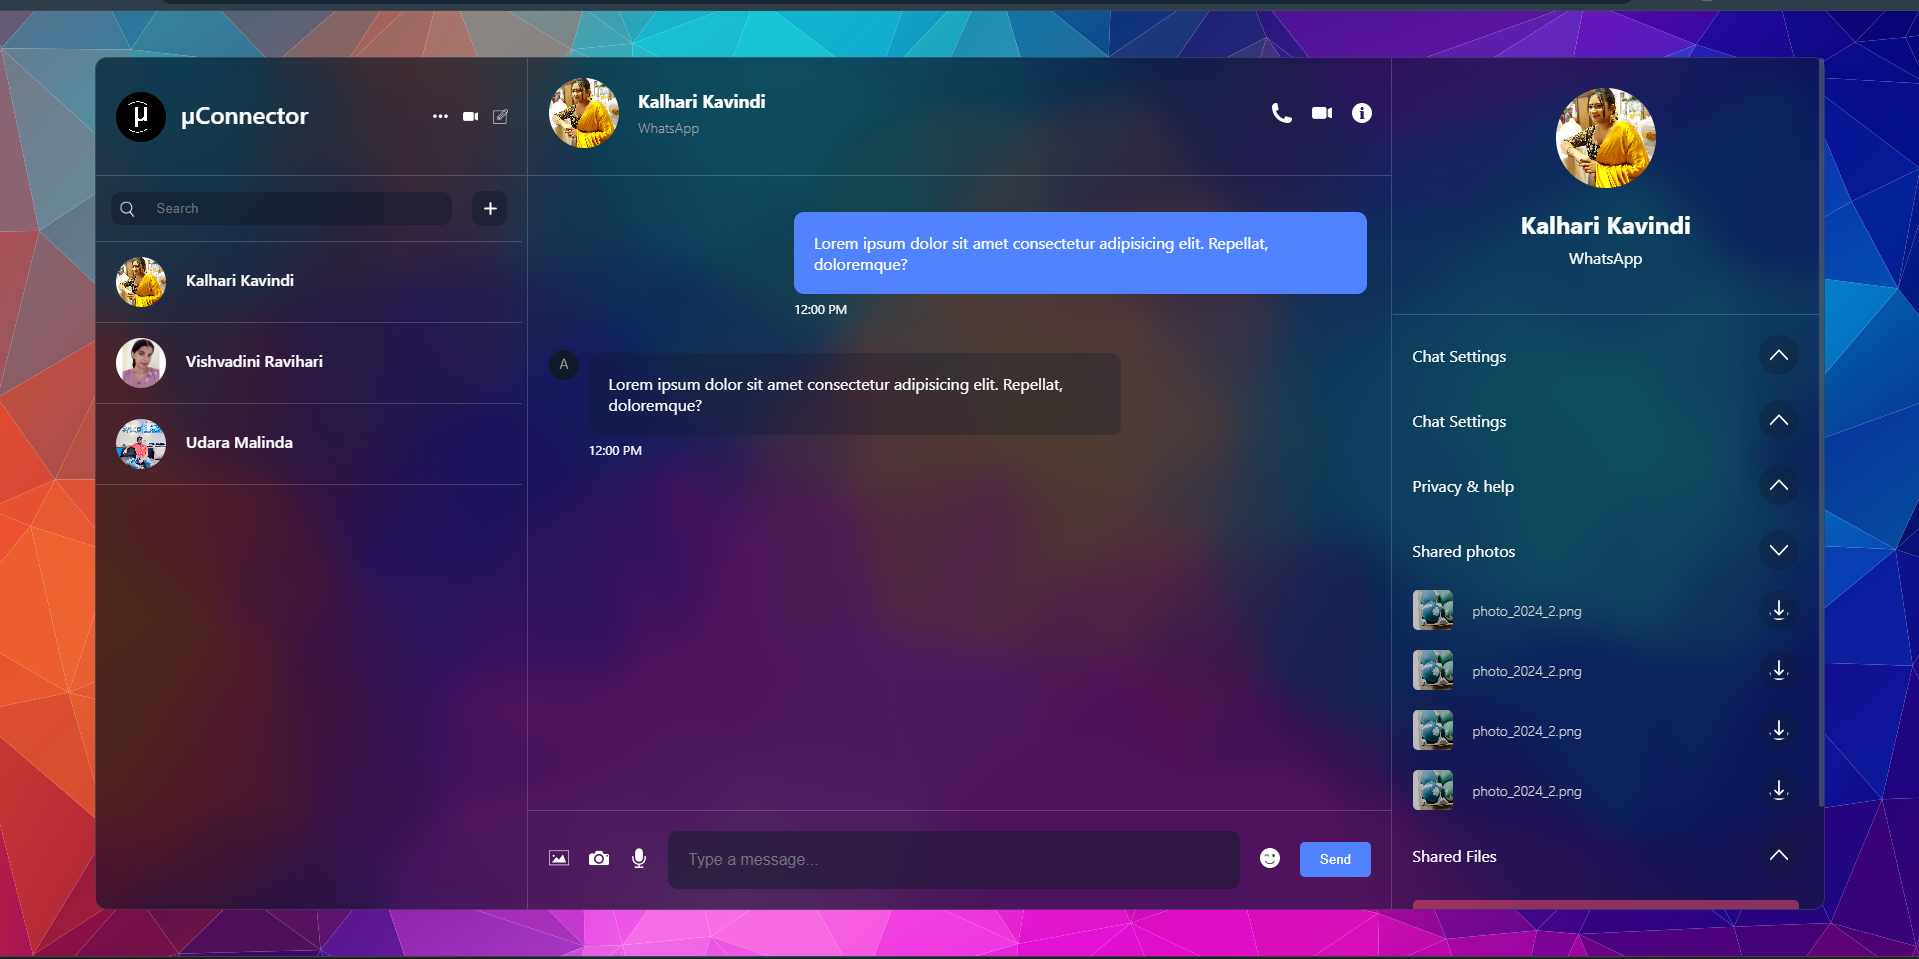 µ
µConnector
Search
Kalhari Kavindi
Vishvadini Ravihari
Udara Malinda
Kalhari Kavindi
WhatsApp
Lorem ipsum dolor sit amet consectetur adipisicing elit. Repellat,
doloremque?
12:00 PM
A
Lorem ipsum dolor sit amet consectetur adipisicing elit. Repellat,
doloremque?
12:00 PM
Type a message...
Send
Kalhari Kavindi
WhatsApp
Chat Settings
Chat Settings
Privacy & help
Shared photos
photo_2024_2.png
photo_2024_2.png
photo_2024_2.png
photo_2024_2.png
Shared Files